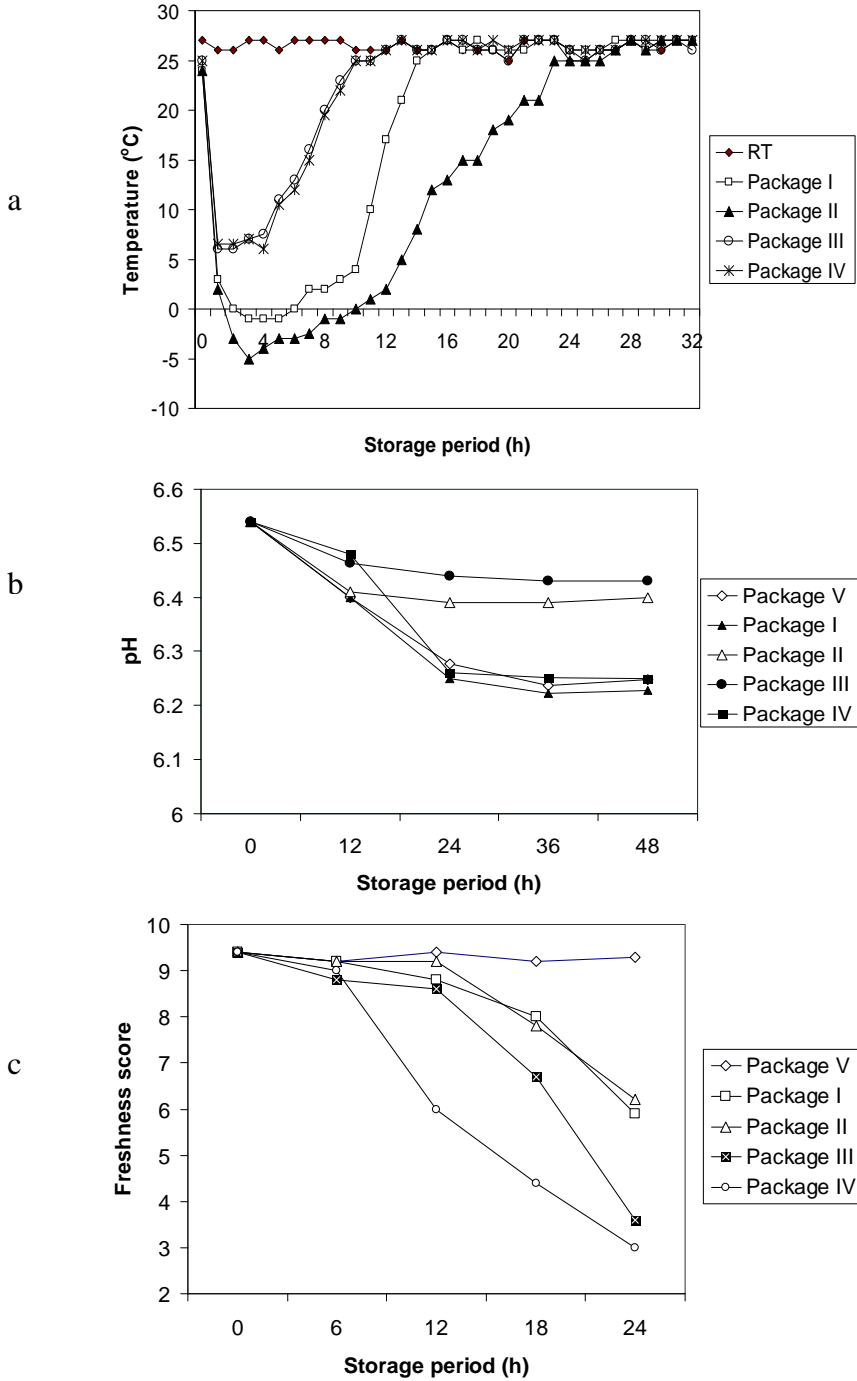 a
30
25
20
15
10
5
0
-5
-10
0 4 8 12 16 20 24 28 32
Temperature (°C)
Storage period (h)
RT
Package I
Package II
Package III
Package IV
b
6.6
6.5
6.4
6.3
6.2
6.1
6
0 12 24 36 48
pH
Storage period (h)
Package V
Package I
Package II
Package III
Package IV
c
10
9
8
7
6
5
4
3
2
0 6 12 18 24
Freshness score
Storage period (h)
Package V
Package I
Package II
Package III
Package IV